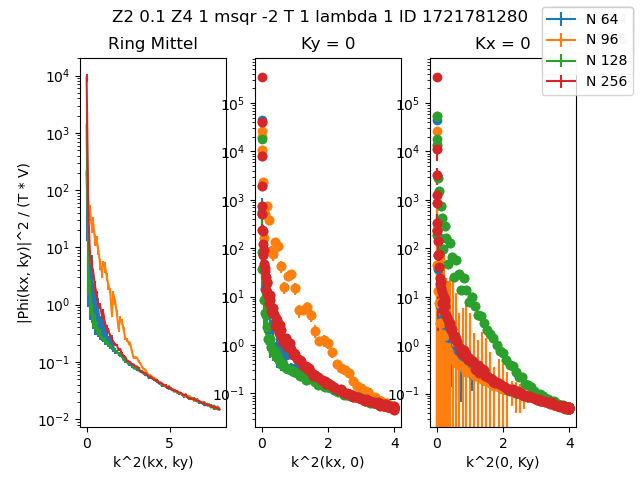 Z2 0.1 Z4 1 msqr -2 T 1 lambda 1 ID 1721781280
Ring Mittel
Ky = 0
Kx = 0
N 64
N 96
N 128
N 256
|Phi(kx, ky)|^2 / (T * V)
10^4
10^3
10^2
10^1
10^0
10^-1
10^-2
0
5
k^2(kx, ky)
10^5
10^4
10^3
10^2
10^1
10^0
10^-1
0
2
4
k^2(kx, 0)
10^5
10^4
10^3
10^2
10^1
10^0
10^-1
0
2
4
k^2(0, Ky)